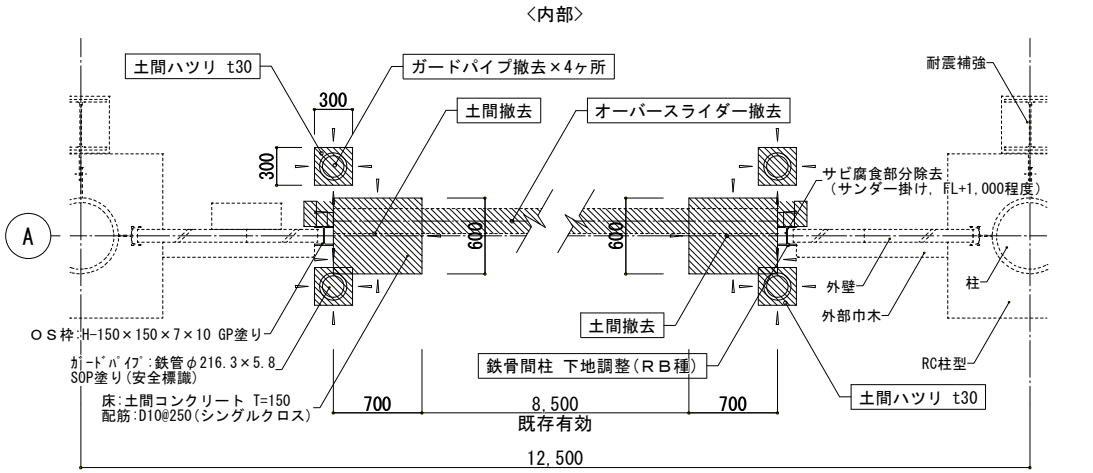 〈内部〉
土間ハツリ t30
ガードパイプ撤去×4ヶ所
耐震補強
300
土間撤去
オーバースライダー撤去
300
サビ腐食部分除去
（サンダー掛け, FL+1,000程度）
A
600
600
外壁
柱
外部巾木
土間撤去
OS枠:H-150×150×7×10 GP塗り
ガードパイプ:鉄管φ216.3×5.8
SOP塗り(安全標識)
鉄骨間柱 下地調整(RB種)
RC柱型
床:土間コンクリート T=150
配筋:D10@250(シングルクロス)
700
8,500
700
土間ハツリ t30
既存有効
12,500